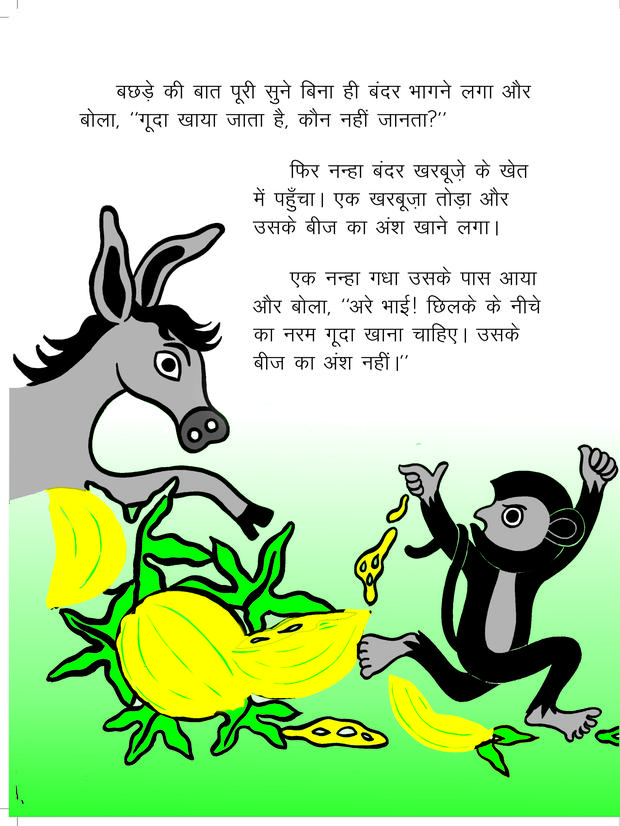 बछड़े की बात पूरी सुने बिना ही बंदर भागने लगा और
बोला, ‘‘गूदा खाया जाता है, कौन नहीं जानता?’’
फिर नन्हा बंदर खरबूज़े के खेत
में पहुँचा। एक खरबूज़ा तोड़ा और
उसके बीज का अंश खाने लगा।
एक नन्हा गधा उसके पास आया
और बोला, ‘‘अरे भाई! छिलके के नीचे
का नरम गूदा खाना चाहिए। उसके
बीज का अंश नहीं।’’